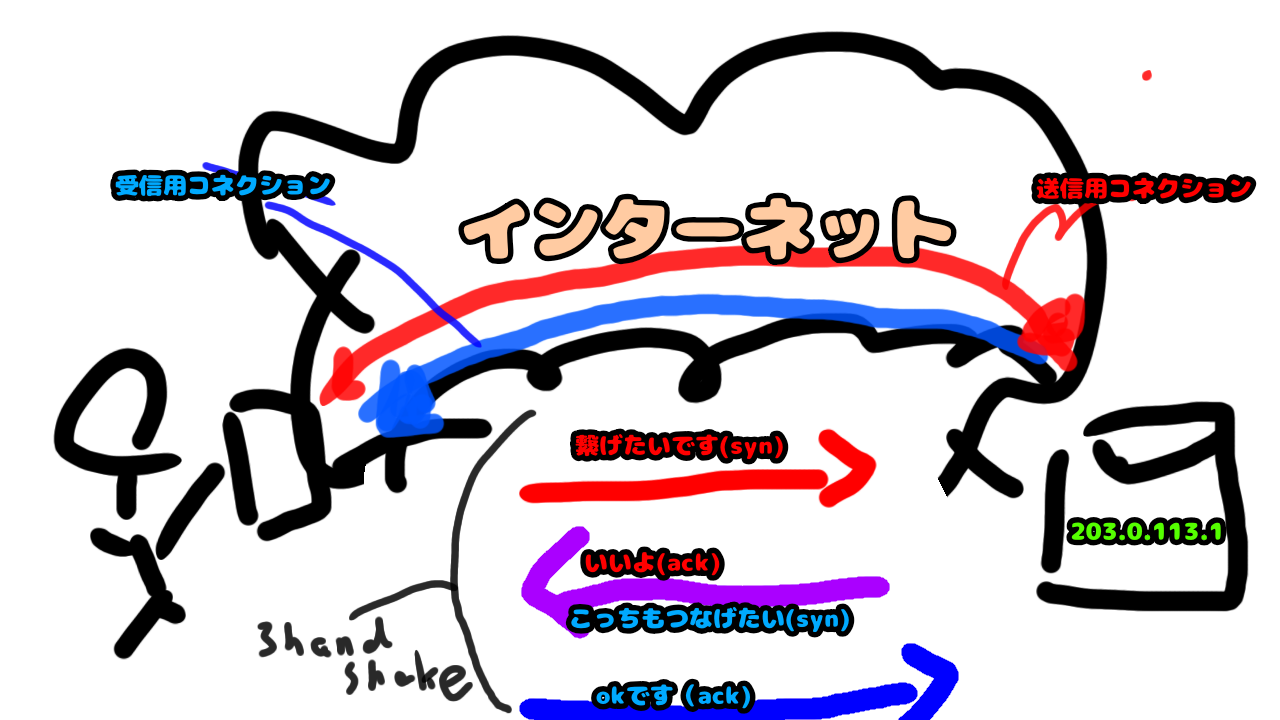 受信用コネクション
送信用コネクション
インターネット
繋げたいです(syn)
203.0.113.1
いいよ(ack)
こっちもつなげたい(syn)
3hand
shake
okです（ack)